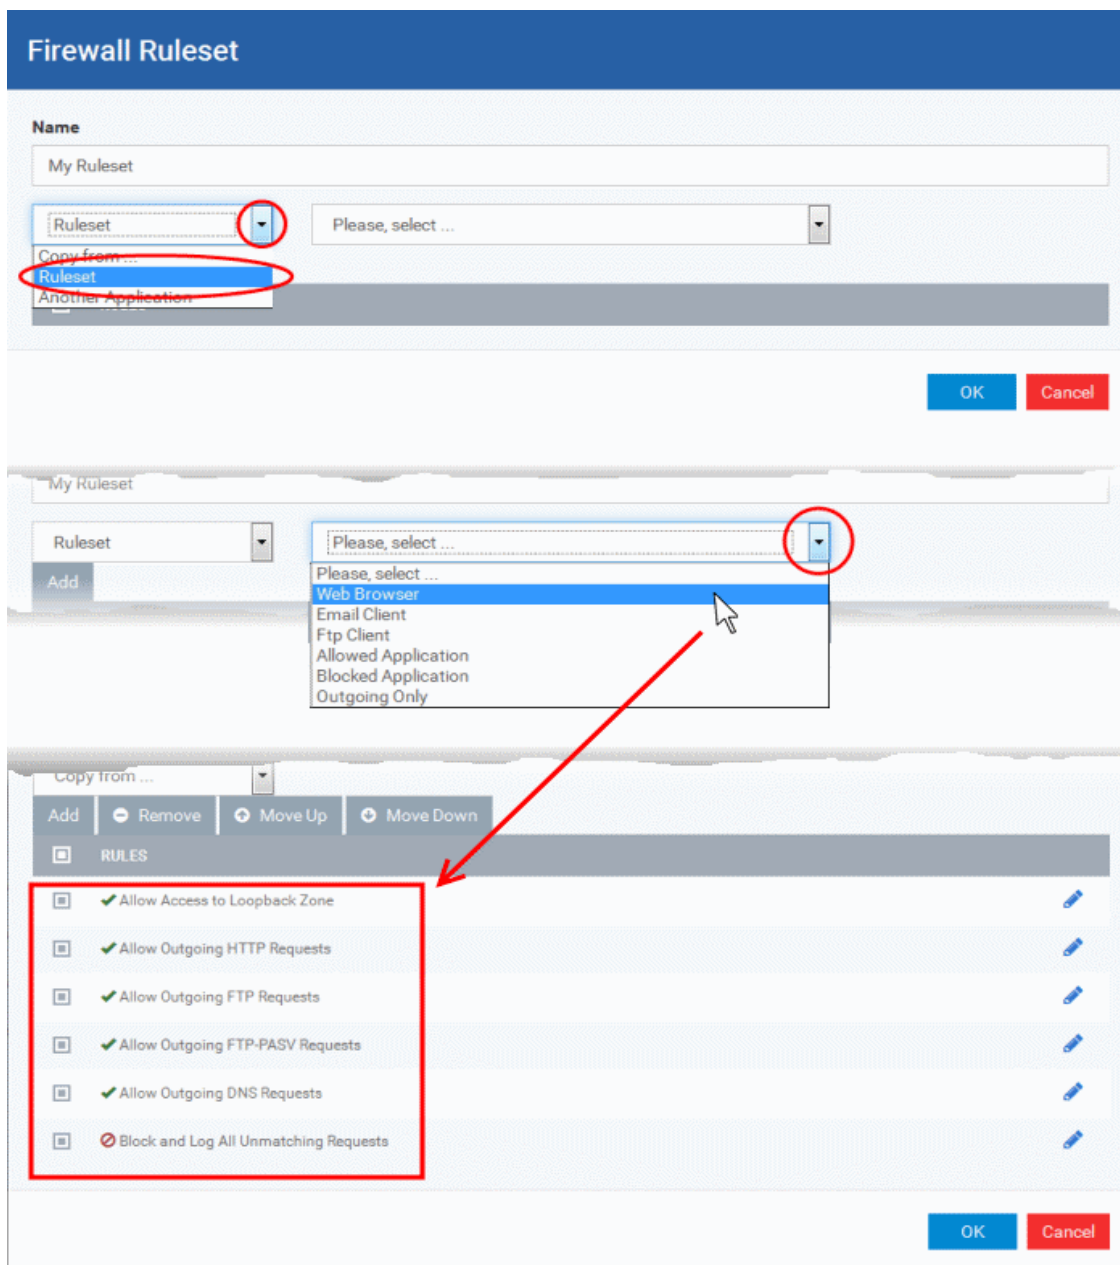 Firewall Ruleset
Name
My Ruleset
Ruleset
Please, select ...
Copy from ...
Ruleset
Another Application
OK
Cancel
My Ruleset
Ruleset
Please, select ...
Add
Please, select ...
Web Browser
Email Client
Ftp Client
Allowed Application
Blocked Application
Outgoing Only
Copy from ...
Add
Remove
Move Up
Move Down
RULES
Allow Access to Loopback Zone
Allow Outgoing HTTP Requests
Allow Outgoing FTP Requests
Allow Outgoing FTP-PASV Requests
Allow Outgoing DNS Requests
Block and Log All Unmatching Requests
OK
Cancel